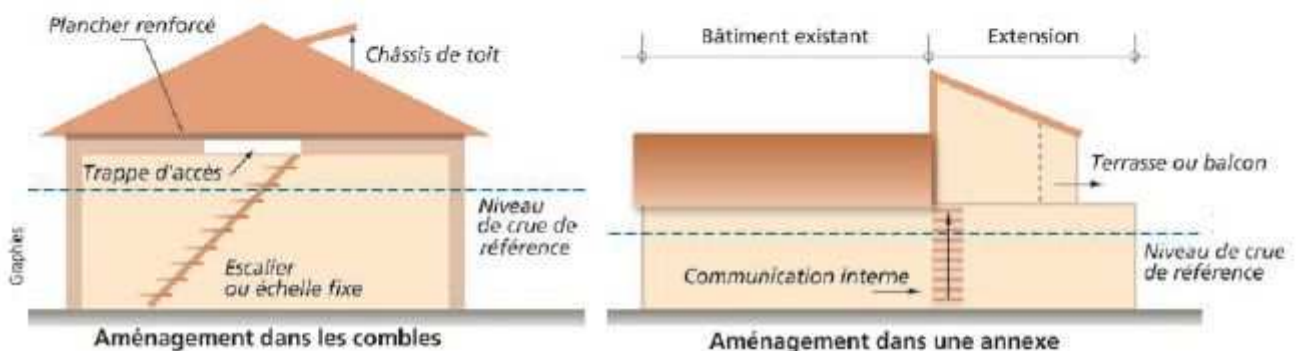 Plancher renforcé
Châssis de toit
Trappe d'accès
Niveau
de crue de
référence
Escalier
ou échelle fixe
Graphies
Aménagement dans les combles
Bâtiment existant
Extension
Terrasse ou balcon
Niveau de crue
de référence
Communication interne
Aménagement dans une annexe